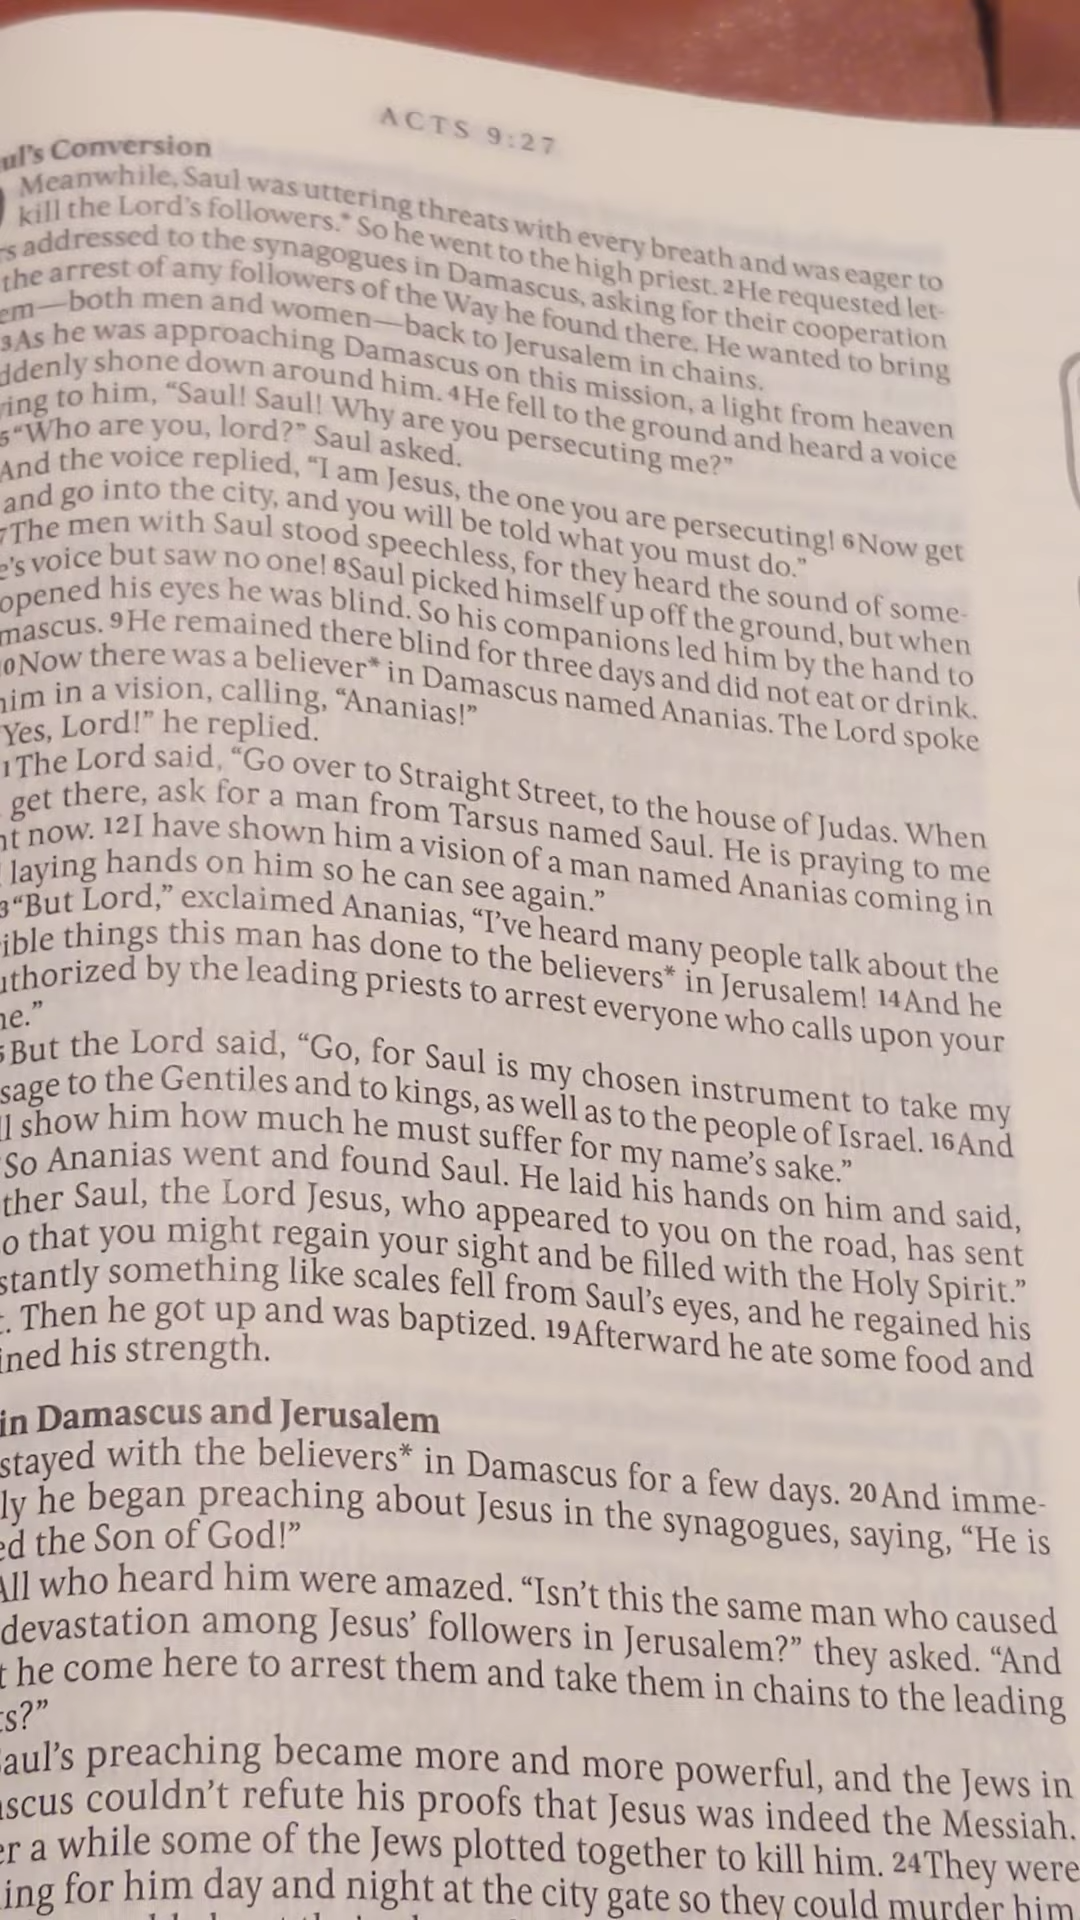 ACTS 9:27
ul's Conversion
Meanwhile, Saul was uttering threats with every breath and was eager to
kill the Lord's followers.* So he went to the high priest. 2He requested let-
rs addressed to the synagogues in Damascus, asking for their cooperation
the arrest of any followers of the Way he found there. He wanted to bring
em—both men and women—back to Jerusalem in chains.
3As he was approaching Damascus on this mission, a light from heaven
ddenly shone down around him. 4He fell to the ground and heard a voice
ying to him, “Saul! Saul! Why are you persecuting me?”
5“Who are you, lord?” Saul asked.
And the voice replied, “I am Jesus, the one you are persecuting! 6Now get
and go into the city, and you will be told what you must do.”
7The men with Saul stood speechless, for they heard the sound of some-
e's voice but saw no one! 8Saul picked himself up off the ground, but when
opened his eyes he was blind. So his companions led him by the hand to
mascus. 9He remained there blind for three days and did not eat or drink.
0Now there was a believer* in Damascus named Ananias. The Lord spoke
him in a vision, calling, “Ananias!”
Yes, Lord!” he replied.
1The Lord said, “Go over to Straight Street, to the house of Judas. When
get there, ask for a man from Tarsus named Saul. He is praying to me
ht now. 12I have shown him a vision of a man named Ananias coming in
laying hands on him so he can see again.”
3“But Lord,” exclaimed Ananias, “I've heard many people talk about the
ible things this man has done to the believers* in Jerusalem! 14And he
uthorized by the leading priests to arrest everyone who calls upon your
me.”
5But the Lord said, “Go, for Saul is my chosen instrument to take my
sage to the Gentiles and to kings, as well as to the people of Israel. 16And
ll show him how much he must suffer for my name's sake.”
So Ananias went and found Saul. He laid his hands on him and said,
ther Saul, the Lord Jesus, who appeared to you on the road, has sent
o that you might regain your sight and be filled with the Holy Spirit.”
stantly something like scales fell from Saul's eyes, and he regained his
t. Then he got up and was baptized. 19Afterward he ate some food and
ined his strength.
in Damascus and Jerusalem
stayed with the believers* in Damascus for a few days. 20And imme-
ly he began preaching about Jesus in the synagogues, saying, “He is
ed the Son of God!”
All who heard him were amazed. “Isn't this the same man who caused
devastation among Jesus' followers in Jerusalem?” they asked. “And
t he come here to arrest them and take them in chains to the leading
ts?”
Saul's preaching became more and more powerful, and the Jews in
ascus couldn't refute his proofs that Jesus was indeed the Messiah.
er a while some of the Jews plotted together to kill him. 24They were
ing for him day and night at the city gate so they could murder him